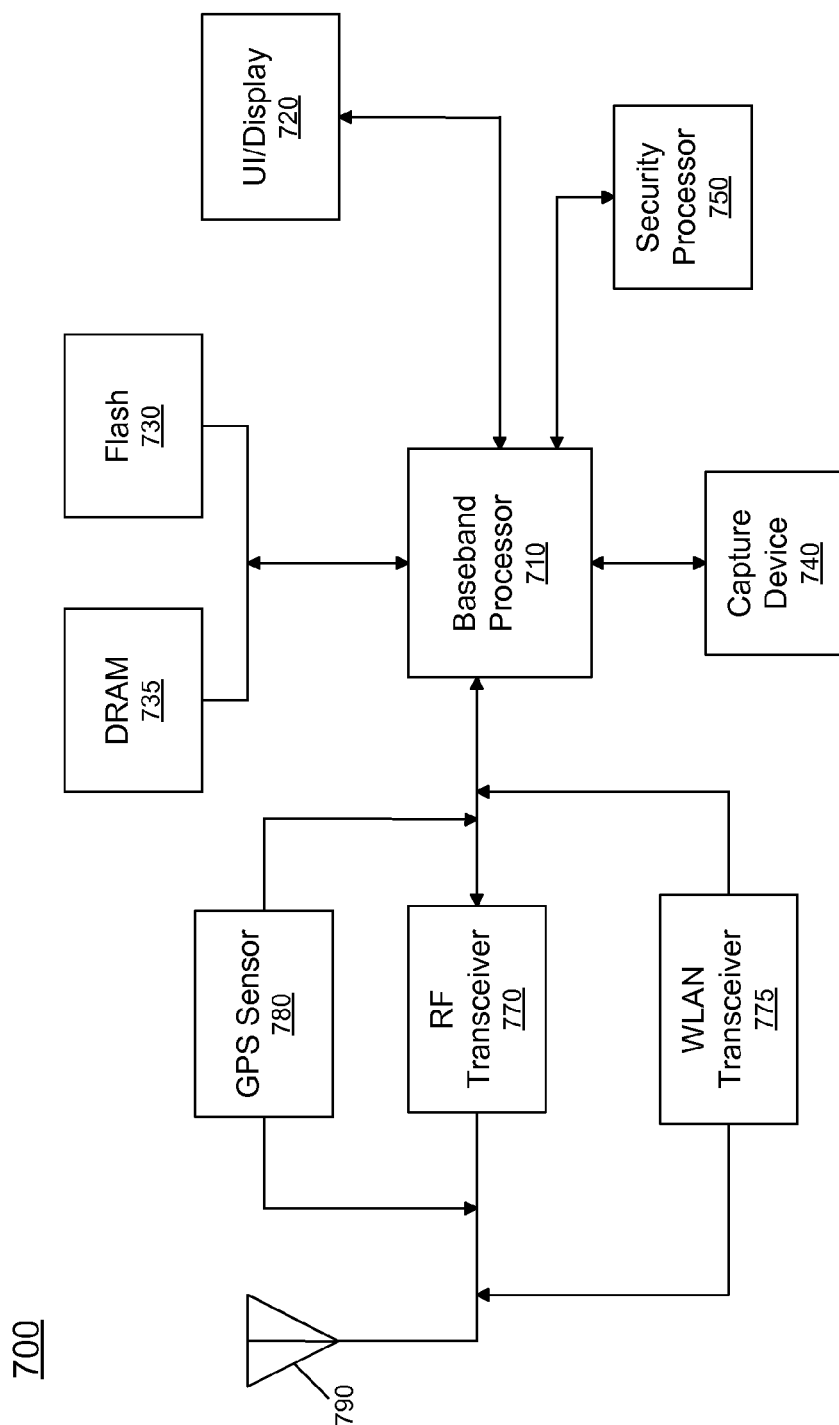 700
790
DRAM
735
Flash
730
UI/Display
720
GPS Sensor
780
RF
Transceiver
770
Baseband
Processor
710
Security
Processor
750
WLAN
Transceiver
775
Capture
Device
740